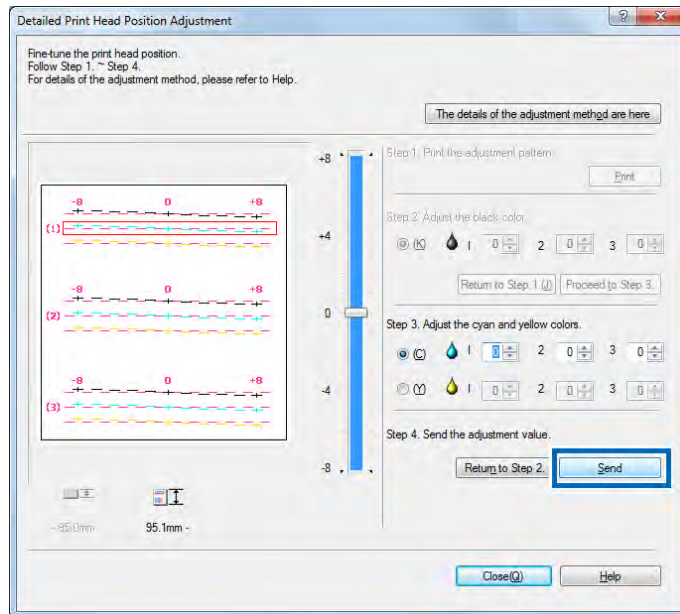 Detailed Print Head Position Adjustment
Fine-tune the print head position.
Follow Step 1. ~ Step 4.
For details of the adjustment method, please refer to Help.
The details of the adjustment method are here
Step 1. Print the adjustment pattern.
Print
Step 2. Adjust the black color.
(K) 1 0 2 0 3 0
Return to Step 1.(J) Proceed to Step 3.
Step 3. Adjust the cyan and yellow colors.
(C) 1 0 2 0 3 0
(Y) 1 0 2 0 3 0
Step 4. Send the adjustment value.
Return to Step 2. Send
+8
+4
0
-4
-8
-8 0 +8
(1)
-8 0 +8
(2)
-8 0 +8
(3)
- 95.0mm 95.1mm -
Close(Q) Help